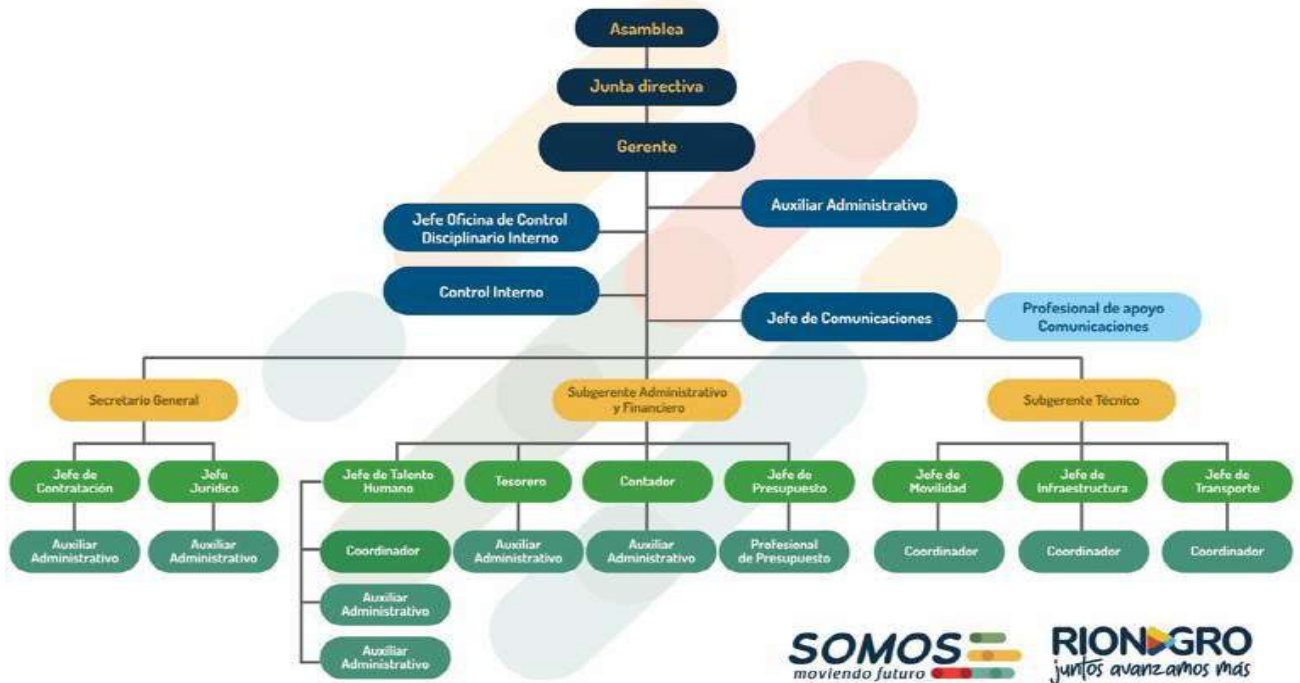 Asamblea
Junta directiva
Gerente
Auxiliar Administrativo
Jefe Oficina de Control
Disciplinario Interno
Control Interno
Jefe de Comunicaciones
Profesional de apoyo
Comunicaciones
Secretario General
Subgerente Administrativo
y Financiero
Subgerente Técnico
Jefe de
Contratación
Jefe
Jurídico
Jefe de Talento
Humano
Tesorero
Contador
Jefe de
Presupuesto
Jefe de
Movilidad
Jefe de
Infraestructura
Jefe de
Transporte
Auxiliar
Administrativo
Auxiliar
Administrativo
Coordinador
Auxiliar
Administrativo
Auxiliar
Administrativo
Profesional
de Presupuesto
Coordinador
Coordinador
Coordinador
Auxiliar
Administrativo
Auxiliar
Administrativo
SOMOS
moviendo futuro
RIONEGRO
juntos avanzamos más